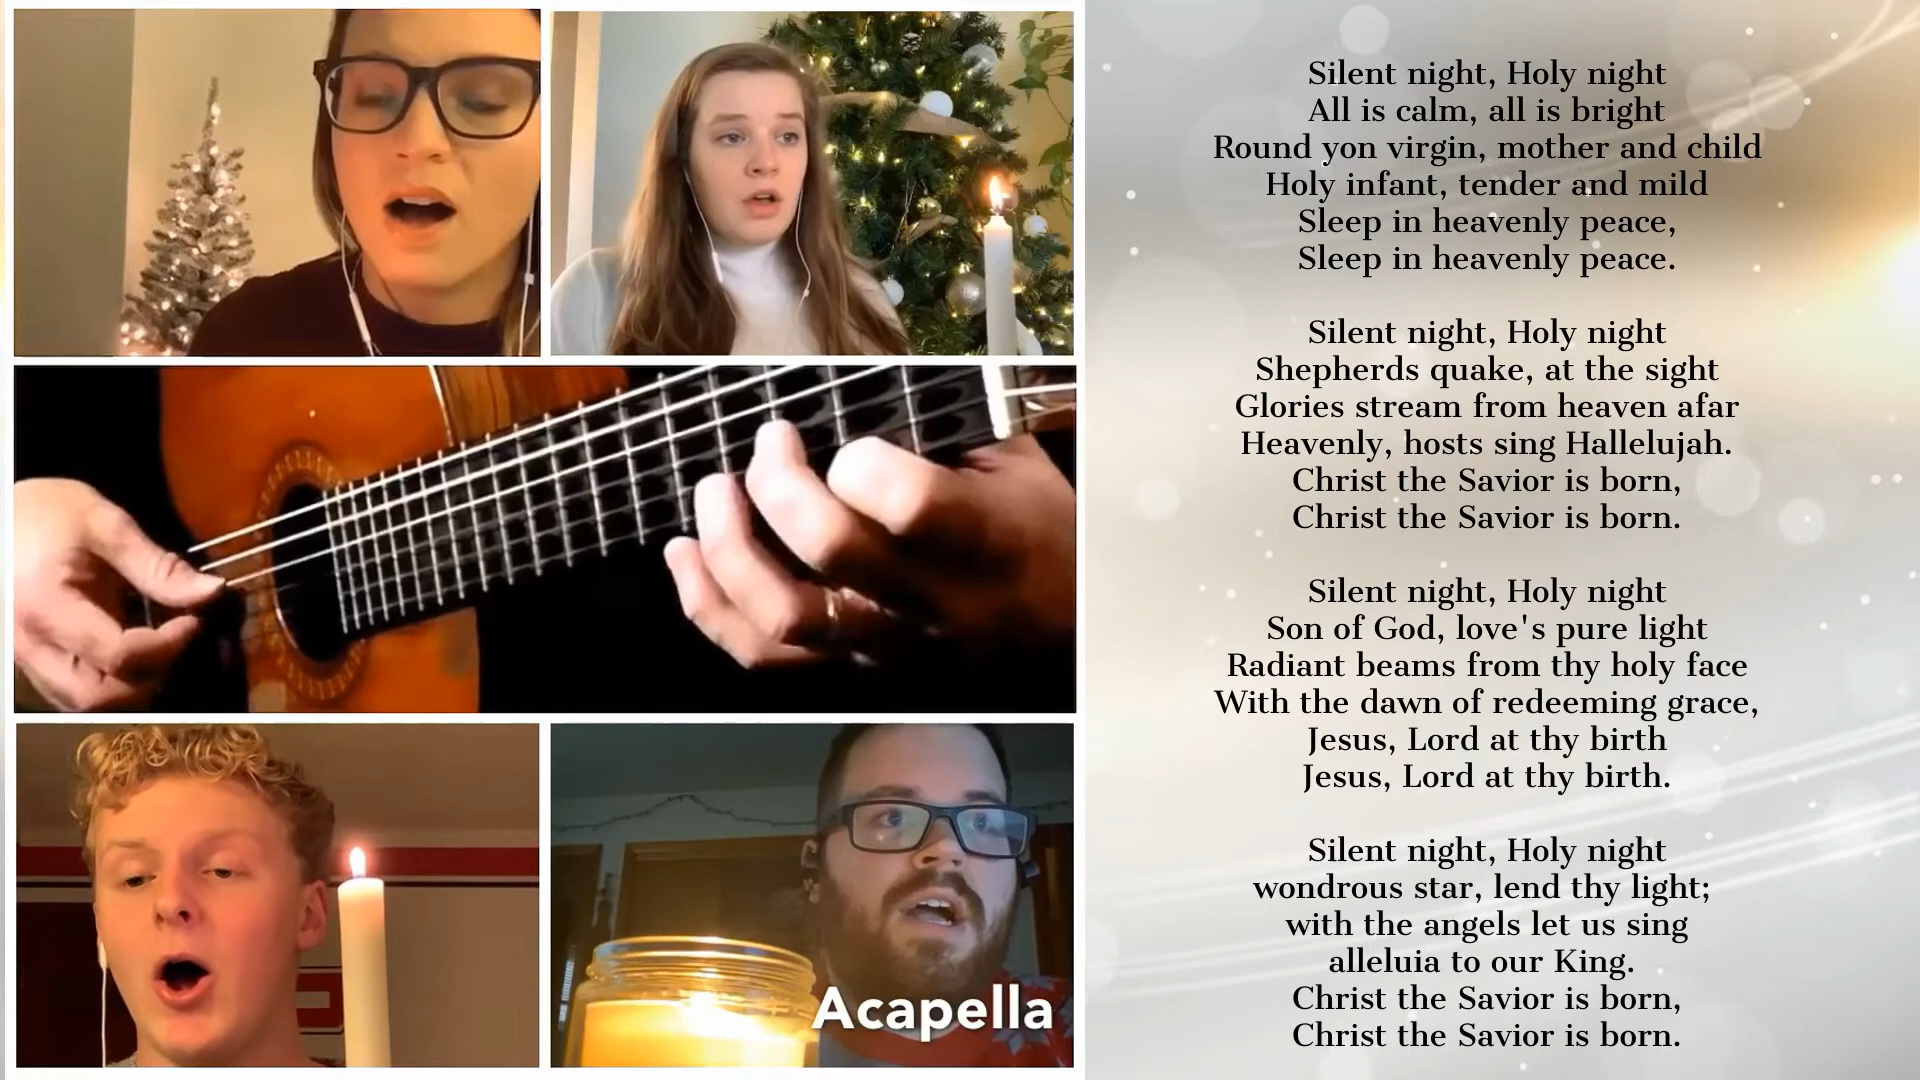 Silent night, Holy night
All is calm, all is bright
Round yon virgin, mother and child
Holy infant, tender and mild
Sleep in heavenly peace,
Sleep in heavenly peace.
Silent night, Holy night
Shepherds quake, at the sight
Glories stream from heaven afar
Heavenly, hosts sing Hallelujah.
Christ the Savior is born,
Christ the Savior is born.
Silent night, Holy night
Son of God, love's pure light
Radiant beams from thy holy face
With the dawn of redeeming grace,
Jesus, Lord at thy birth
Jesus, Lord at thy birth.
Silent night, Holy night
wondrous star, lend thy light;
with the angels let us sing
alleluia to our King.
Christ the Savior is born,
Christ the Savior is born.
Acapella